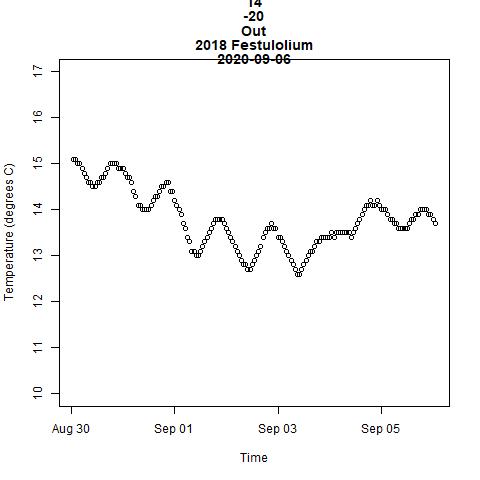 14
-20
Out
2018 Festulolium
2020-09-06
17
16
15
14
13
12
11
10
Temperature (degrees C)
Aug 30 Sep 01 Sep 03 Sep 05
Time